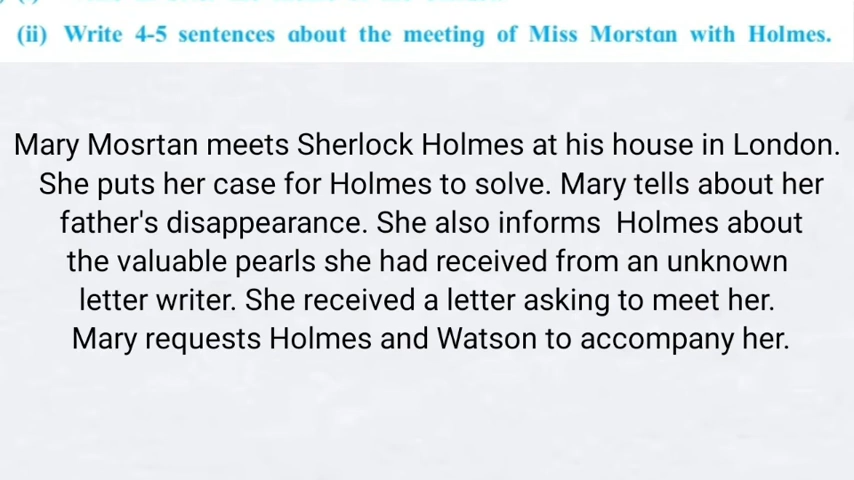 (ii) Write 4-5 sentences about the meeting of Miss Morstan with Holmes.
Mary Mosrtan meets Sherlock Holmes at his house in London.
She puts her case for Holmes to solve. Mary tells about her
father's disappearance. She also informs Holmes about
the valuable pearls she had received from an unknown
letter writer. She received a letter asking to meet her.
Mary requests Holmes and Watson to accompany her.